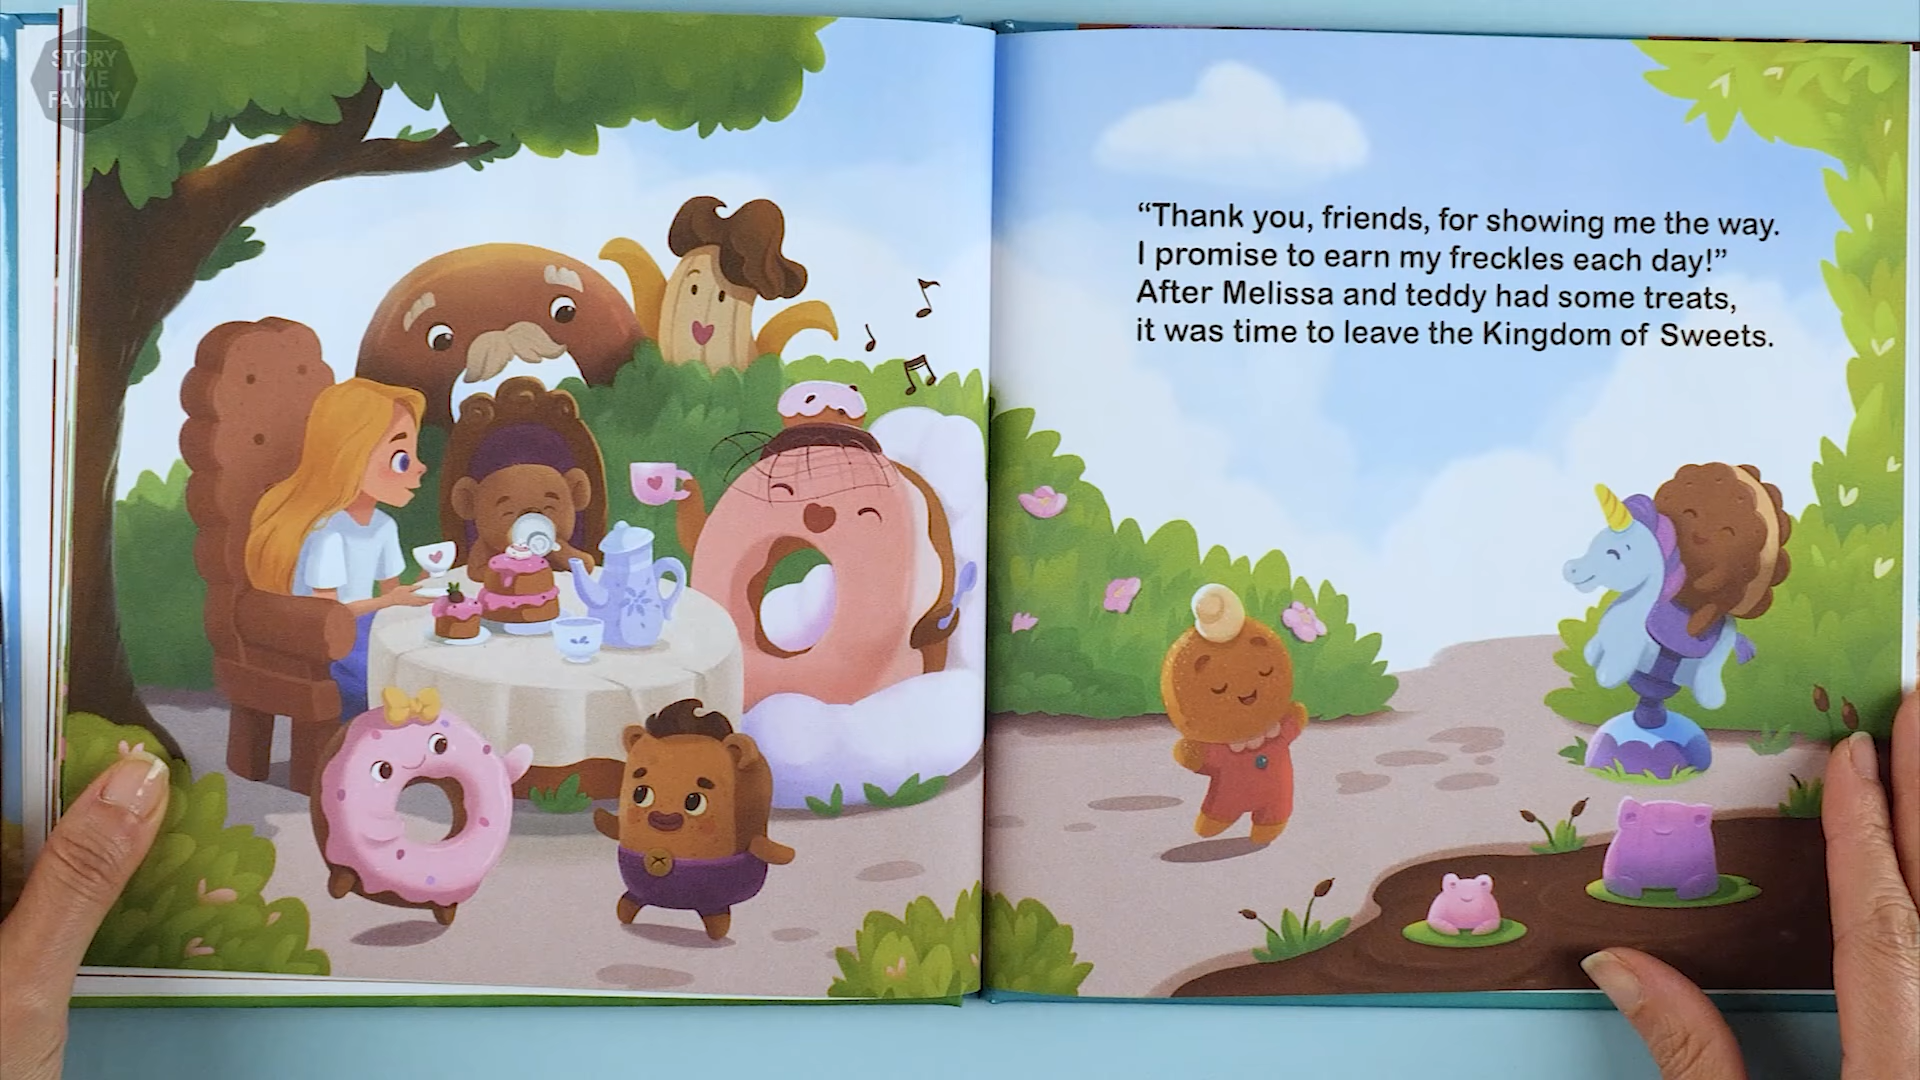 STORY
TIME
FAMILY
“Thank you, friends, for showing me the way.
I promise to earn my freckles each day!”
After Melissa and teddy had some treats,
it was time to leave the Kingdom of Sweets.